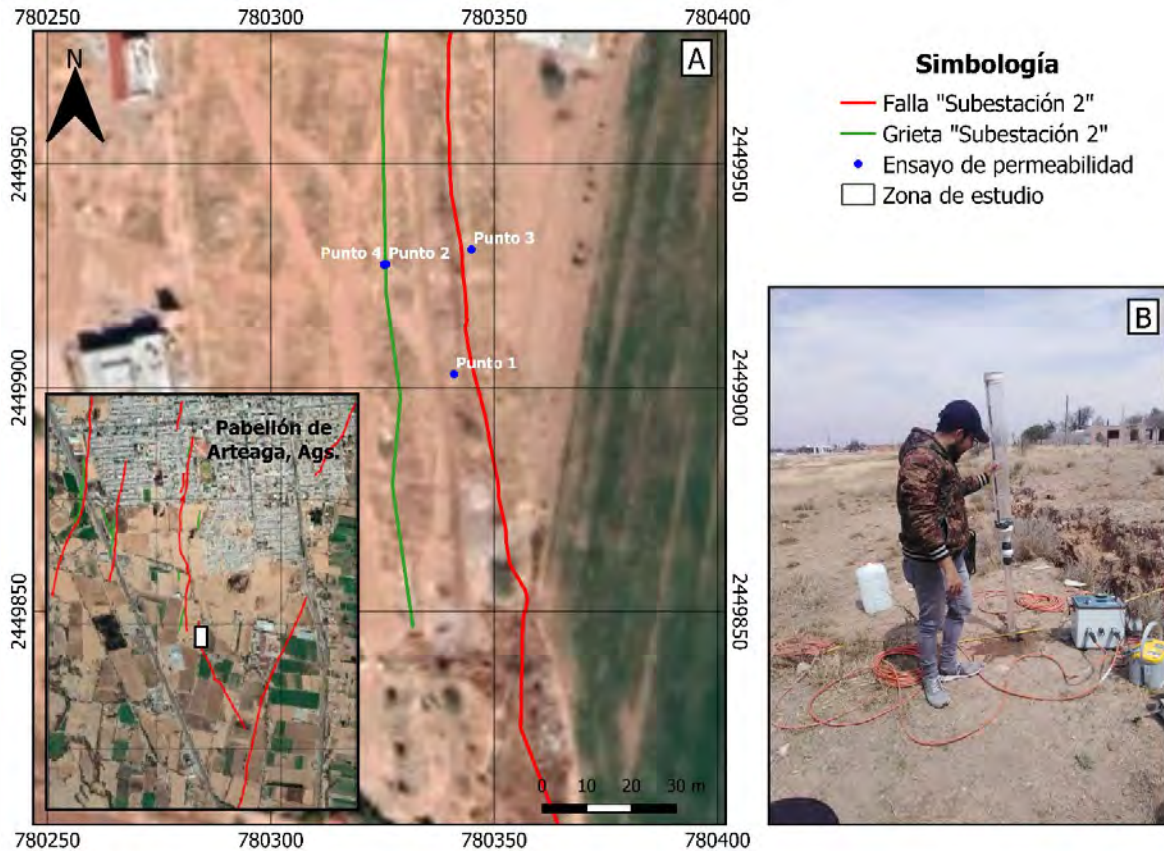 780250 780300 780350 780400
A
N
2449950
2449900
2449850
2449950
2449900
2449850
Punto 4 Punto 2
Punto 3
Punto 1
Pabellón de
Arteaga, Ags.
0 10 20 30 m
780250 780300 780350 780400
Simbología
Falla "Subestación 2"
Grieta "Subestación 2"
Ensayo de permeabilidad
Zona de estudio
B